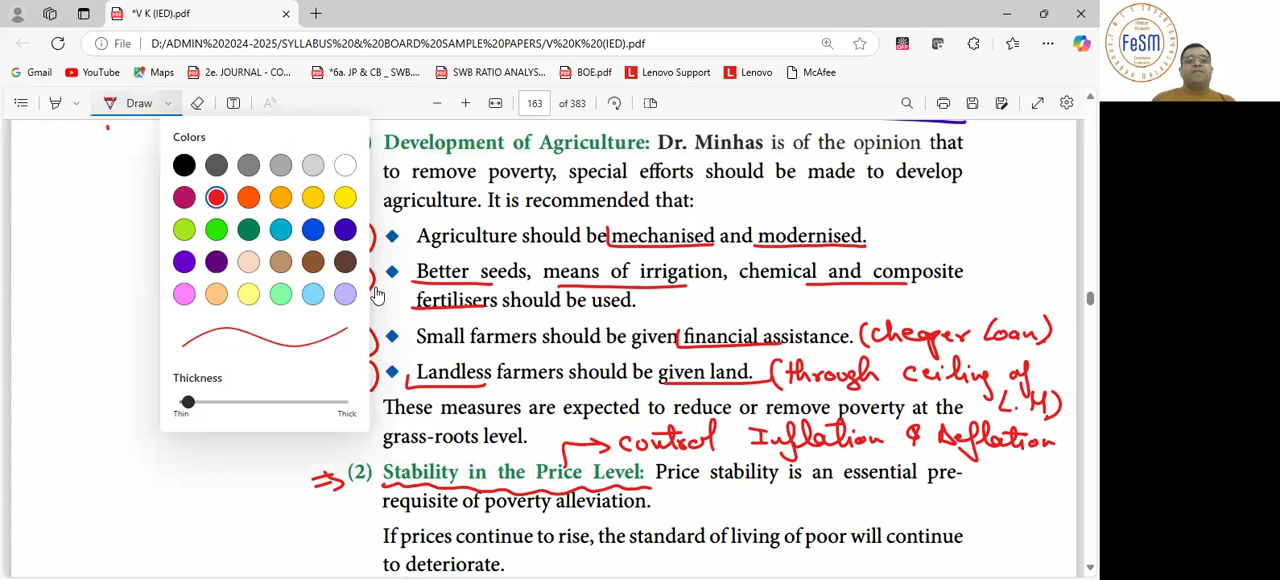 *V K (IED).pdf
File D:/ADMIN%202024-2025/SYLLABUS%20&%20BOARD%20SAMPLE%20PAPERS/V%20K%20(IED).pdf
Gmail YouTube Maps 2e. JOURNAL - CO... *6a. JP & CB _ SWB... SWB RATIO ANALYS... BOE.pdf Lenovo Support Lenovo McAfee
Draw 163 of 383
FeSM
Colors
Thickness
Thin Thick
) Development of Agriculture: Dr. Minhas is of the opinion that
to remove poverty, special efforts should be made to develop
agriculture. It is recommended that:
◆ Agriculture should be mechanised and modernised.
◆ Better seeds, means of irrigation, chemical and composite
fertilisers should be used.
◆ Small farmers should be given financial assistance. (cheaper Loan)
◆ Landless farmers should be given land. (through ceiling of
L.H)
These measures are expected to reduce or remove poverty at the
grass-roots level.
→ control Inflation & Deflation
⇒ (2) Stability in the Price Level: Price stability is an essential pre-
requisite of poverty alleviation.
If prices continue to rise, the standard of living of poor will continue
to deteriorate.